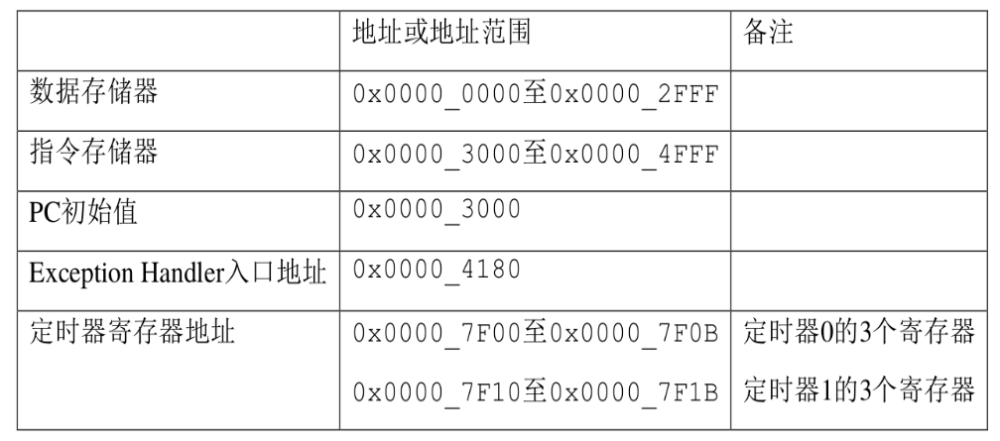 地址或地址范围 备注
数据存储器 0x0000_0000至0x0000_2FFF
指令存储器 0x0000_3000至0x0000_4FFF
PC初始值 0x0000_3000
Exception Handler入口地址 0x0000_4180
定时器寄存器地址 0x0000_7F00至0x0000_7F0B 定时器0的3个寄存器
0x0000_7F10至0x0000_7F1B 定时器1的3个寄存器